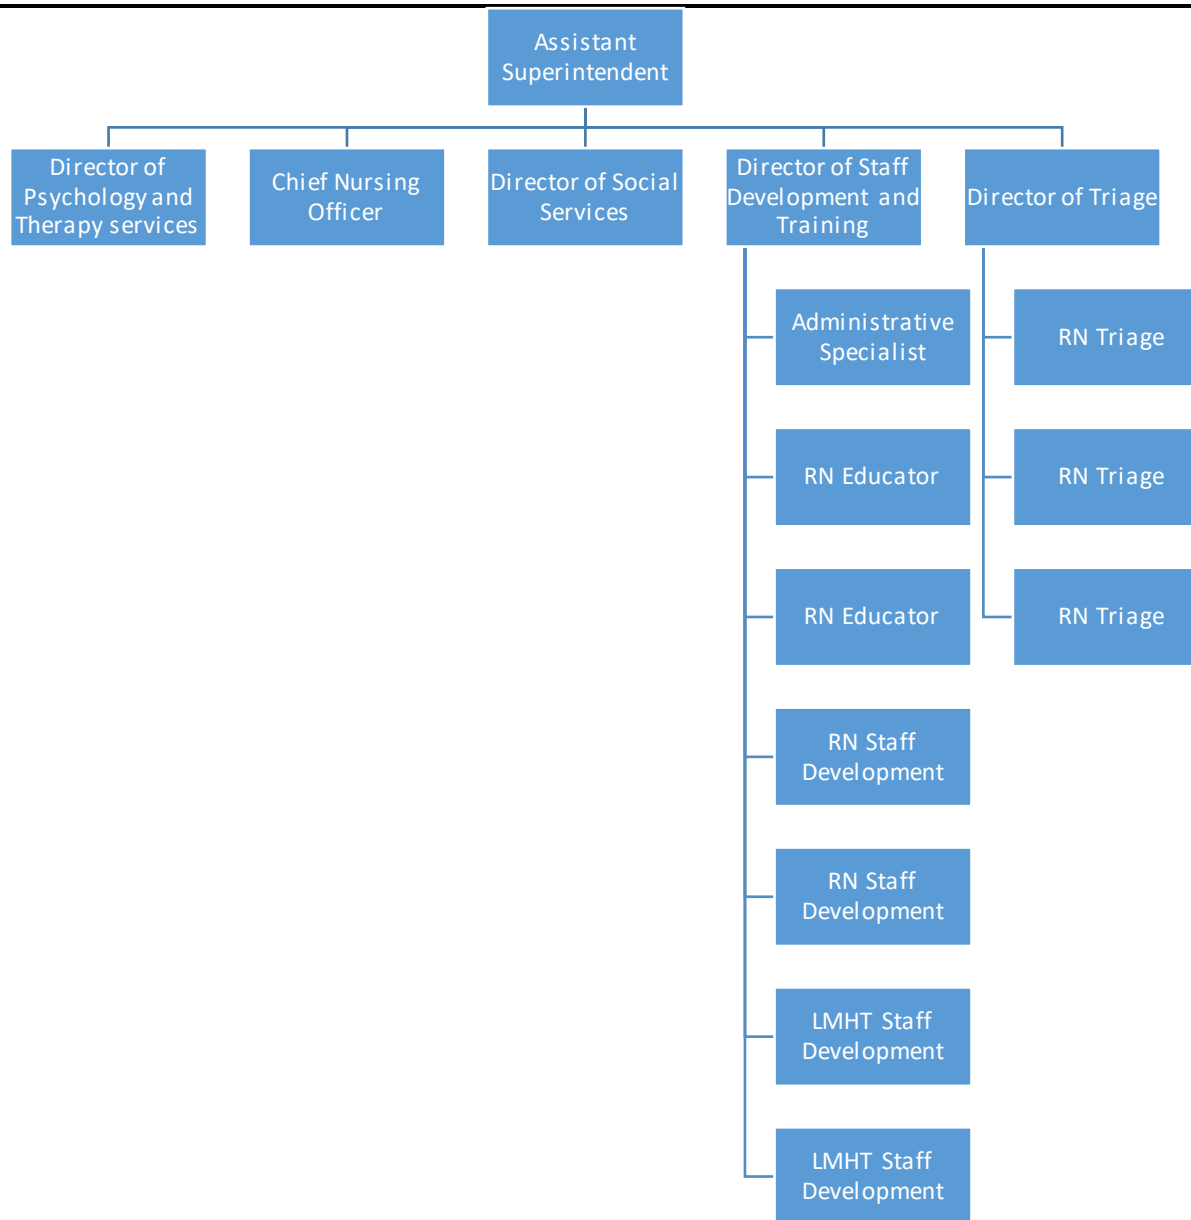 Assistant
Superintendent
Director of
Psychology and
Therapy services
Chief Nursing
Officer
Director of Social
Services
Director of Staff
Development and
Training
Director of Triage
Administrative
Specialist
RN Educator
RN Educator
RN Staff
Development
RN Staff
Development
LMHT Staff
Development
LMHT Staff
Development
RN Triage
RN Triage
RN Triage